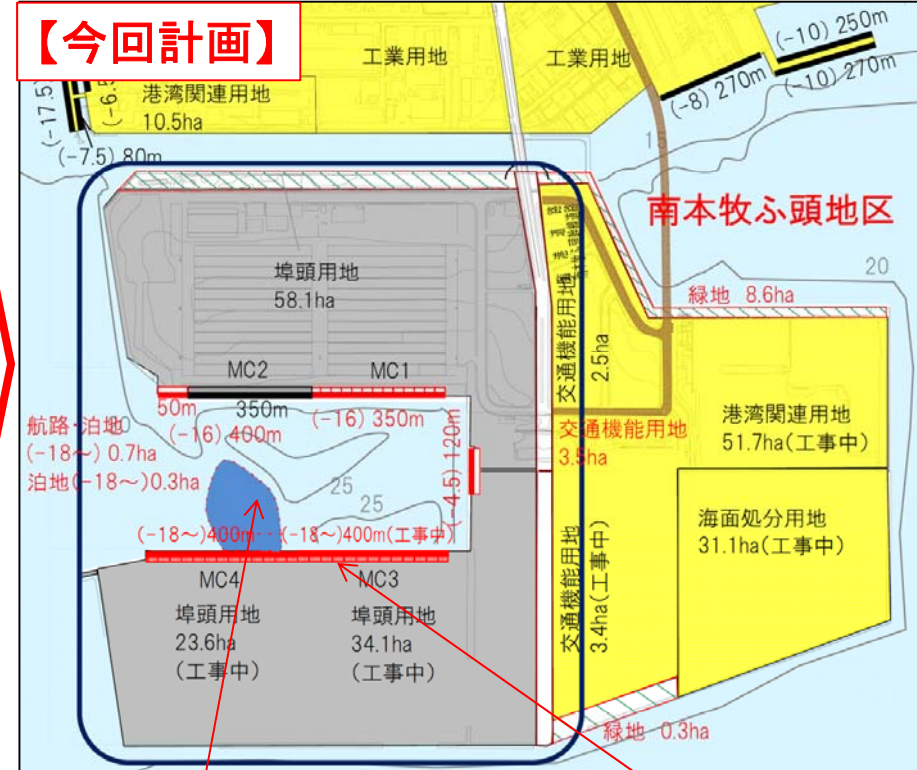 【今回計画】
工業用地
工業用地
(-10) 250m
(-10) 270m
(-8) 270m
港湾関連用地
10.5ha
(-7.5) 80m
15
南本牧ふ頭地区
20
埠頭用地
58.1ha
緑地 8.6ha
交通機能用地
2.5ha
MC2
MC1
50m
350m
(-16) 400m
(-16) 350m
(-4.5) 120m
航路・泊地
(-18~) 0.7ha
泊地(-18~)0.3ha
交通機能用地
3.5ha
港湾関連用地
51.7ha(工事中)
25
25
(-18~)400m
(-18~)400m(工事中)
海面処分用地
31.1ha(工事中)
交通機能用地
3.4ha(工事中)
MC4
MC3
埠頭用地
23.6ha
(工事中)
埠頭用地
34.1ha
(工事中)
緑地 0.3ha